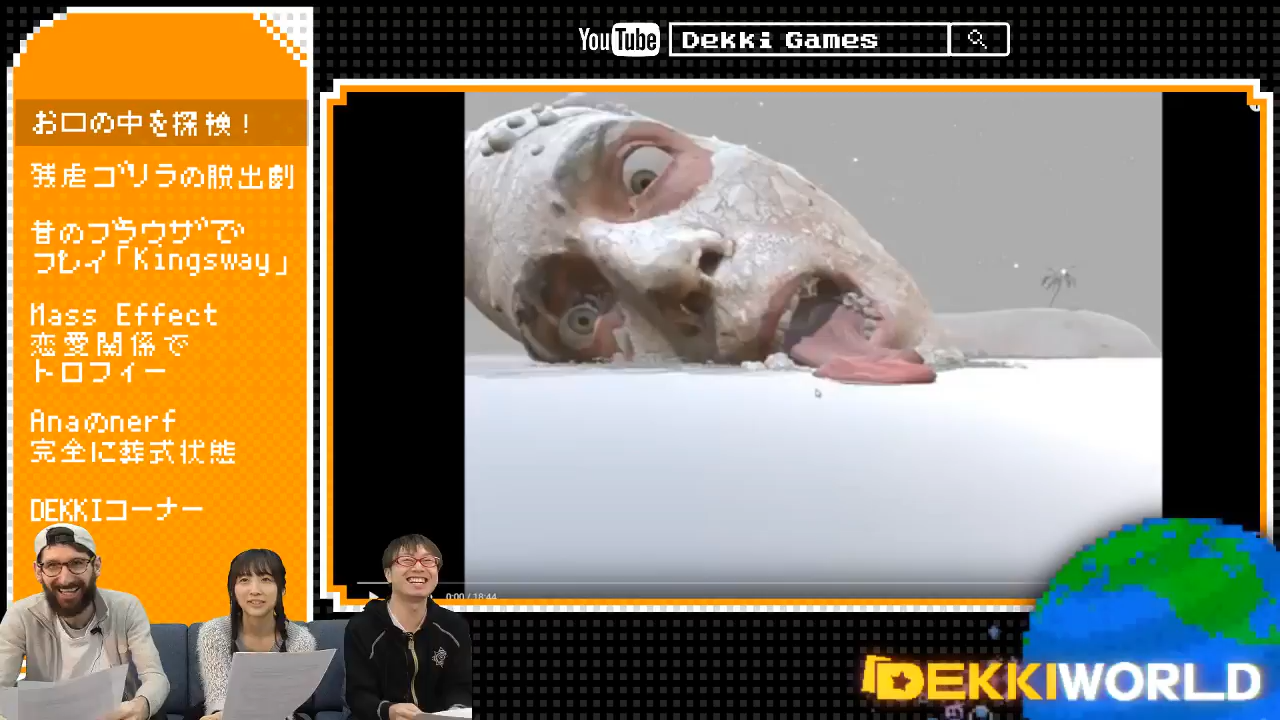 YouTube Dekki Games
お口の中を探検！
残虐ゴリラの脱出劇
昔のブラウザで
プレイ「Kingsway」
Mass Effect
恋愛関係で
トロフィー
Anaのnerf
完全に葬式状態
DEKKIコーナー
0:00 / 18:44
DEKKIWORLD